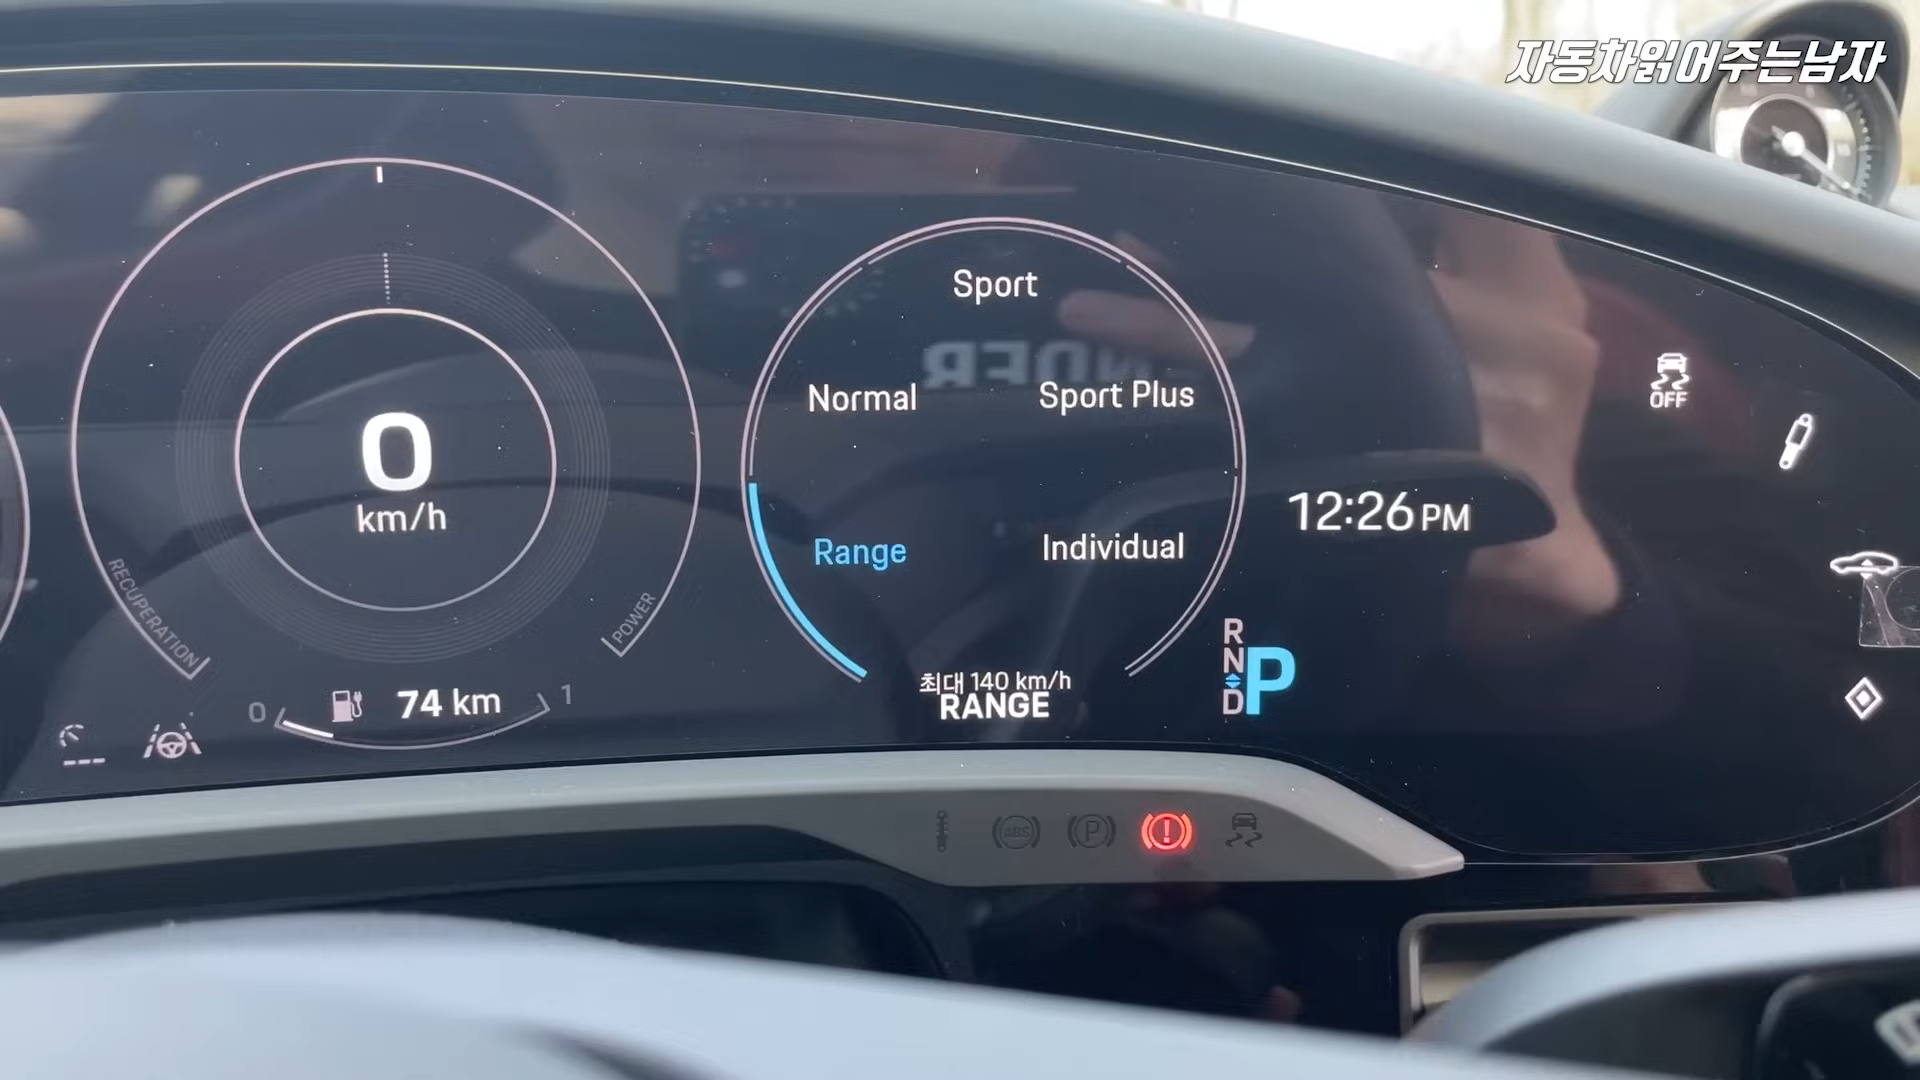 자동차읽어주는남자
Sport
Normal
Sport Plus
Range
Individual
최대 140 km/h
RANGE
0
km/h
RECUPERATION
POWER
0
74 km
1
12:26 PM
R
N
D
P
OFF
ABS
P